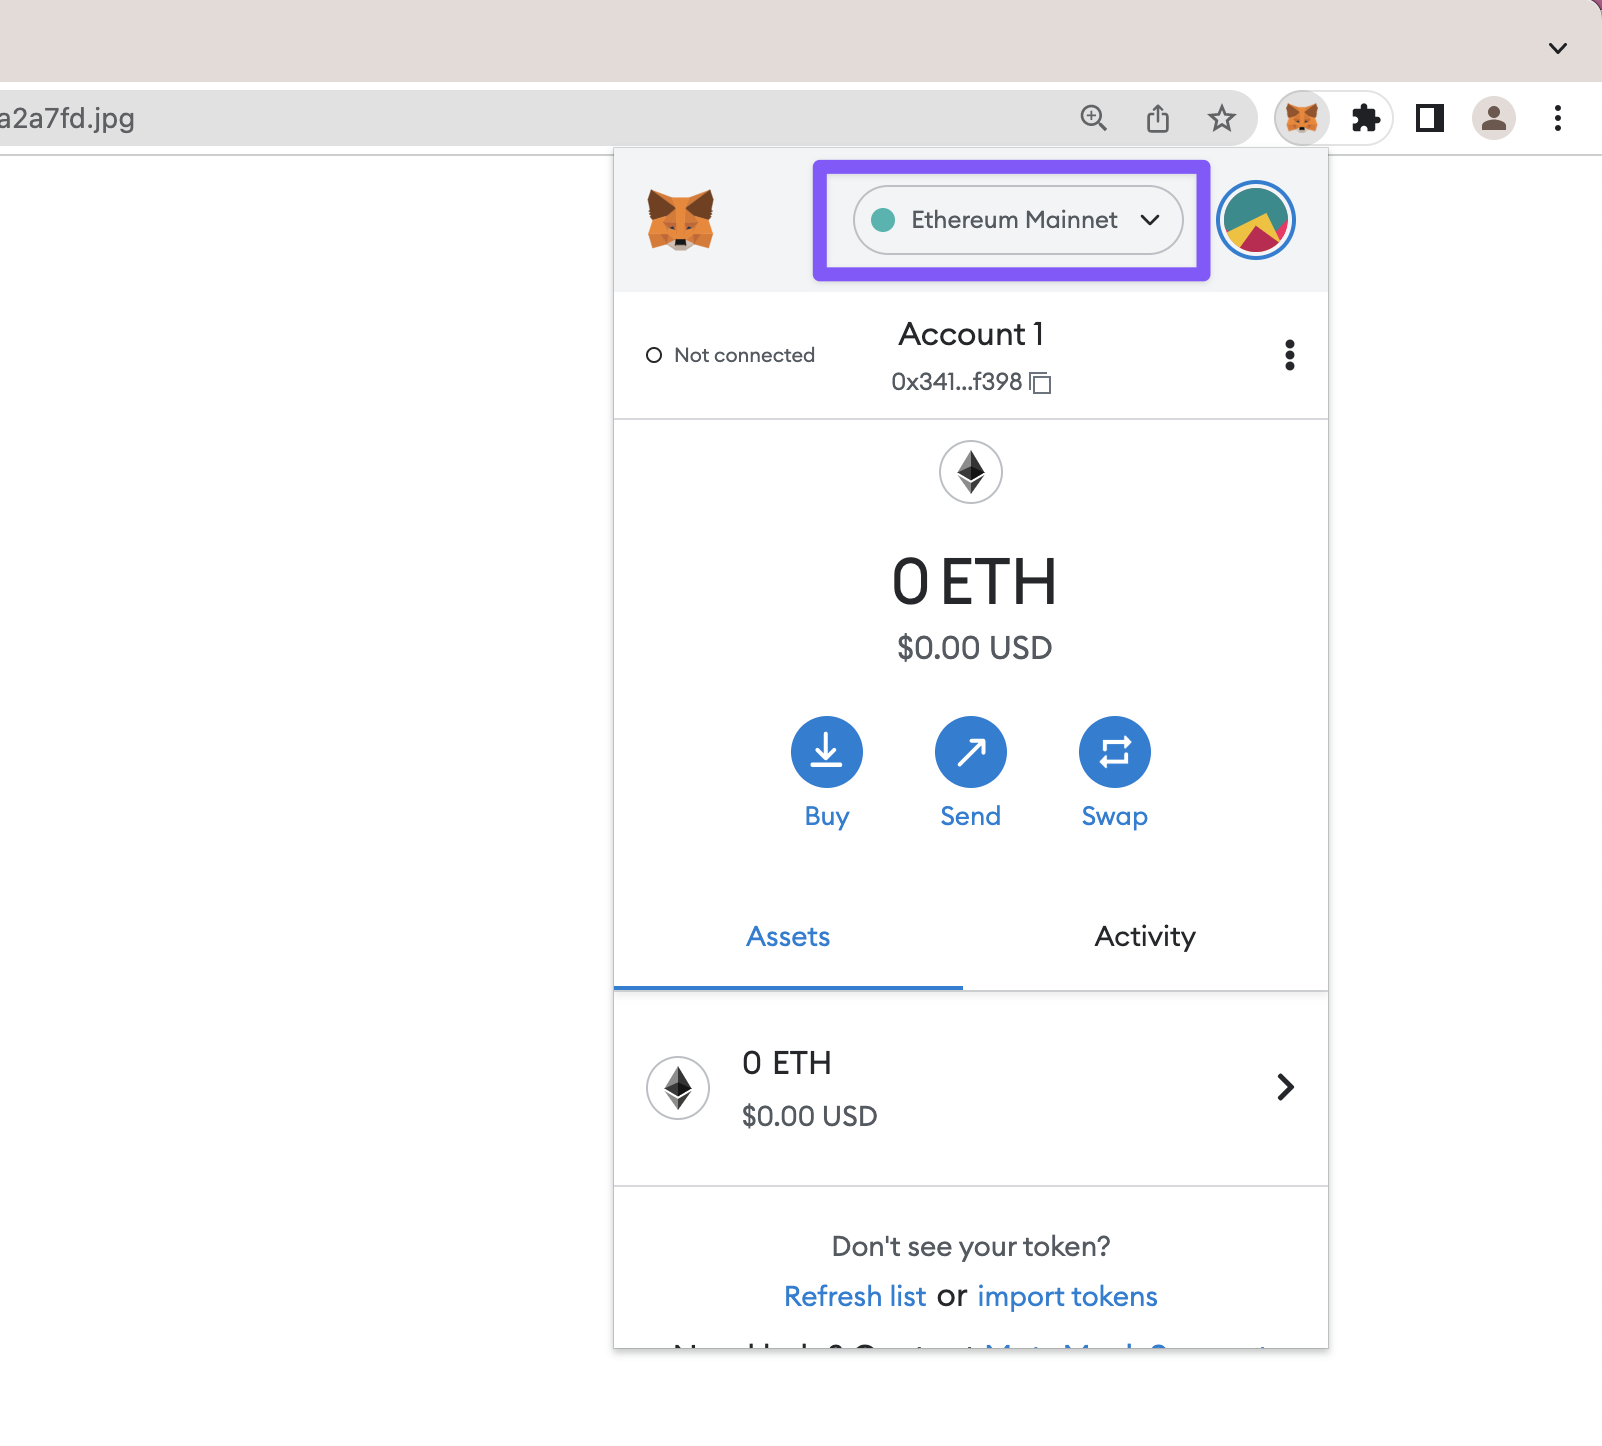 a2a7fd.jpg
Ethereum Mainnet
Not connected
Account 1
0x341...f398
0 ETH
$0.00 USD
Buy
Send
Swap
Assets
Activity
0 ETH
$0.00 USD
Don't see your token?
Refresh list or import tokens